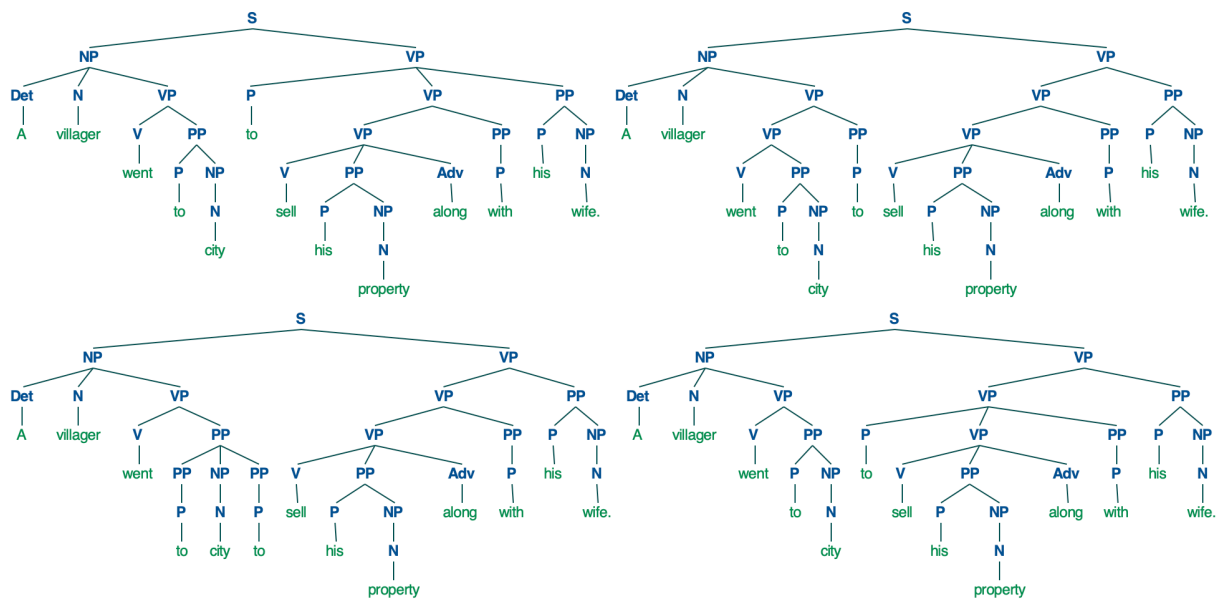 S
NP VP
Det N VP P VP PP
A villager V PP to VP PP P NP
went P NP V PP Adv P his N
to N sell P NP along with wife.
city his N
property
S
NP VP
Det N VP VP PP
A villager VP PP VP PP P NP
V PP P V PP Adv P his N
went P NP to sell P NP along with wife.
to N his N
city property
S
NP VP
Det N VP VP PP
A villager V PP VP PP P NP
went PP NP PP V PP Adv P his N
P N P sell P NP along with wife.
to city to his N
property
S
NP VP
Det N VP VP PP
A villager V PP P VP PP P NP
went P NP to V PP Adv P his N
to N sell P NP along with wife.
city his N
property